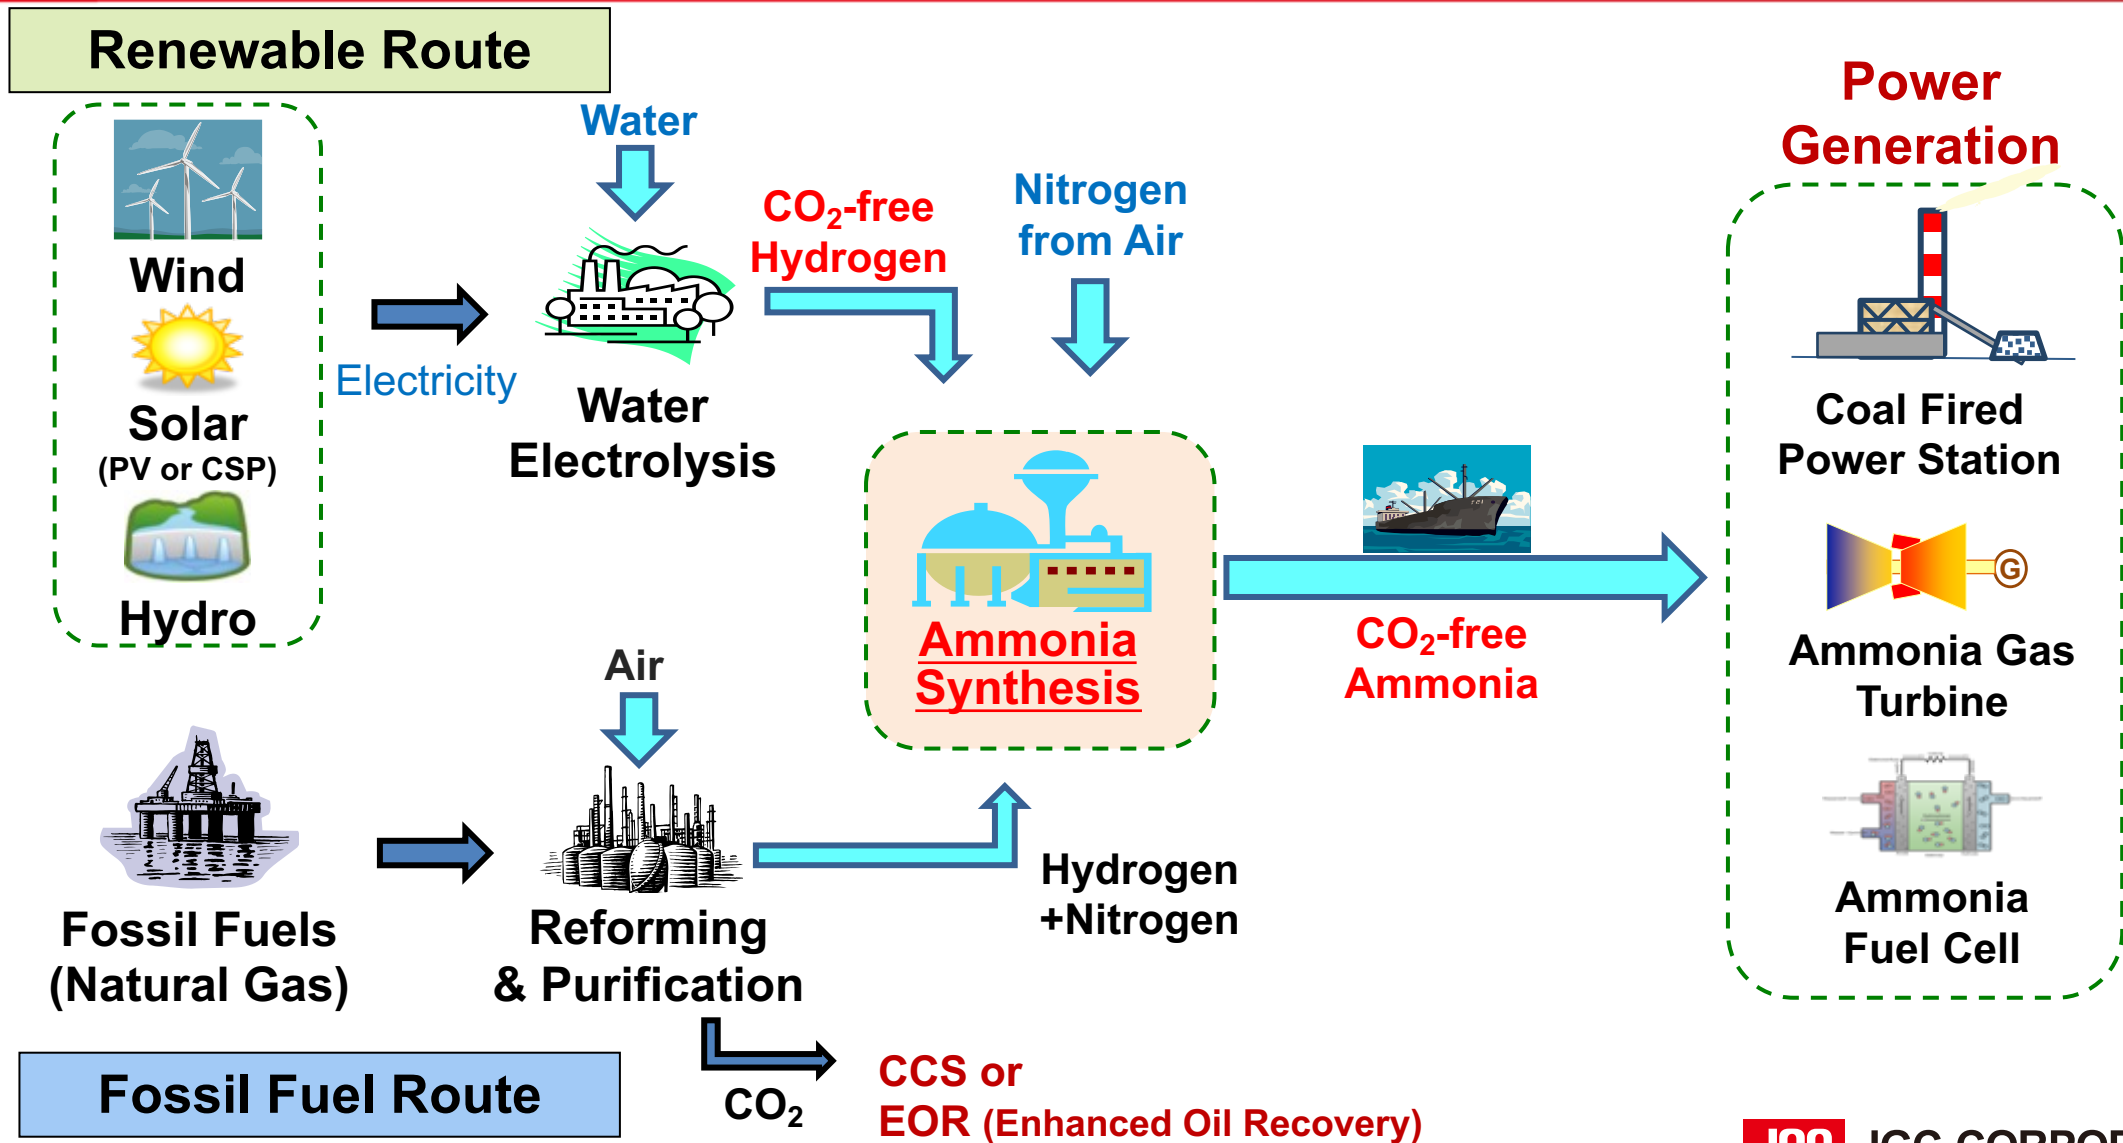 Renewable Route
Wind
Solar
(PV or CSP)
Hydro
Electricity
Water
Water
Electrolysis
CO₂-free
Hydrogen
Nitrogen
from Air
Ammonia
Synthesis
CO₂-free
Ammonia
Power
Generation
Coal Fired
Power Station
G
Ammonia Gas
Turbine
Ammonia
Fuel Cell
Fossil Fuels
(Natural Gas)
Air
Reforming
& Purification
Hydrogen
+Nitrogen
CO₂
CCS or
EOR (Enhanced Oil Recovery)
Fossil Fuel Route